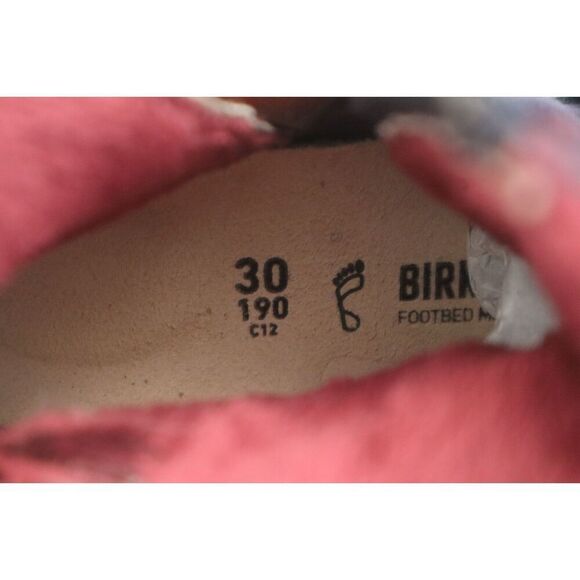 30
190
C12
BIRK
FOOTBED